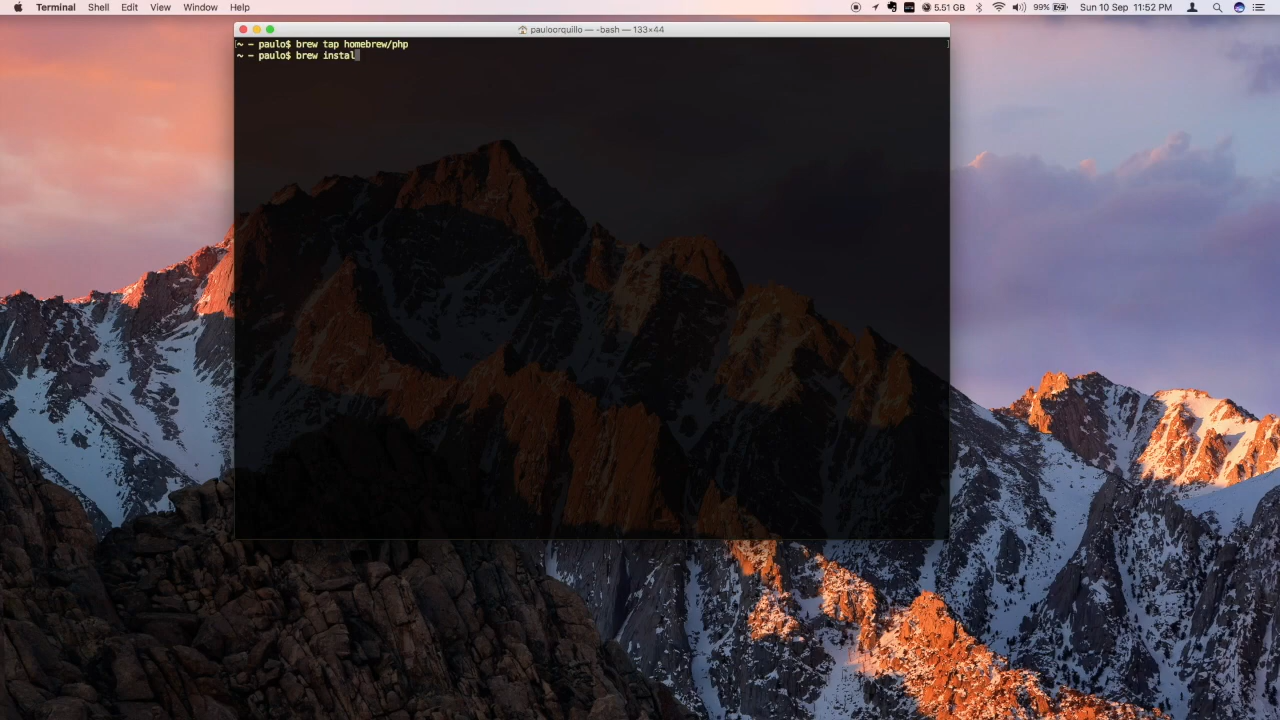 Terminal Shell Edit View Window Help 5.51 GB 99% Sun 10 Sep 11:52 PM
pauloorquillo — -bash — 133×44
[~ – paulo$ brew tap homebrew/php ]
~ – paulo$ brew instal